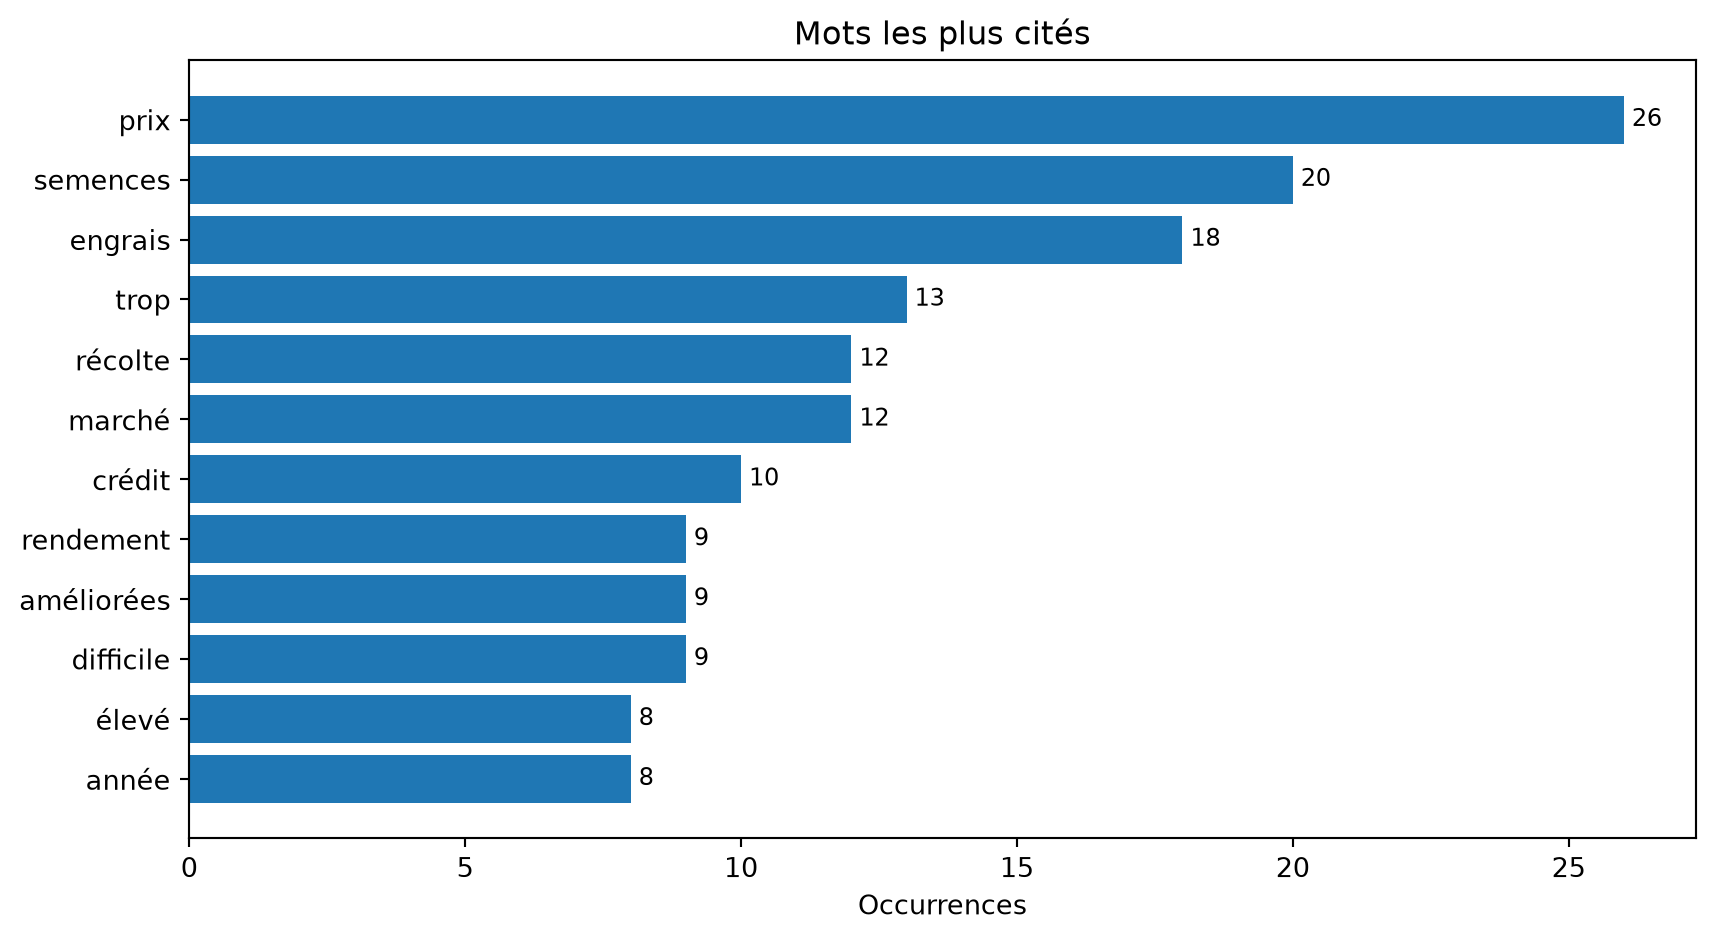 Mots les plus cités
prix 26
semences 20
engrais 18
trop 13
récolte 12
marché 12
crédit 10
rendement 9
améliorées 9
difficile 9
élevé 8
année 8
0 5 10 15 20 25
Occurrences